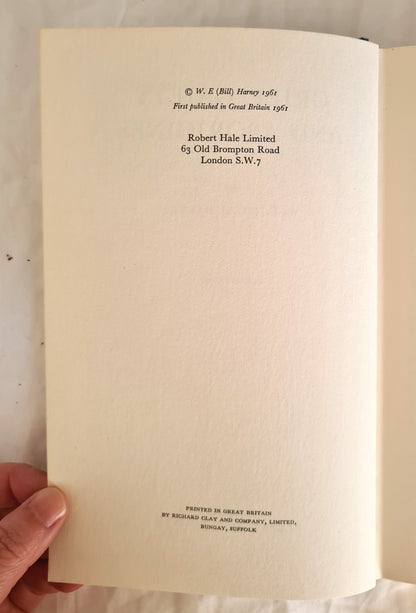 © W. E (Bill) Harney 1961
First published in Great Britain 1961
Robert Hale Limited
63 Old Brompton Road
London S.W.7
PRINTED IN GREAT BRITAIN
BY RICHARD CLAY AND COMPANY, LIMITED,
BUNGAY, SUFFOLK